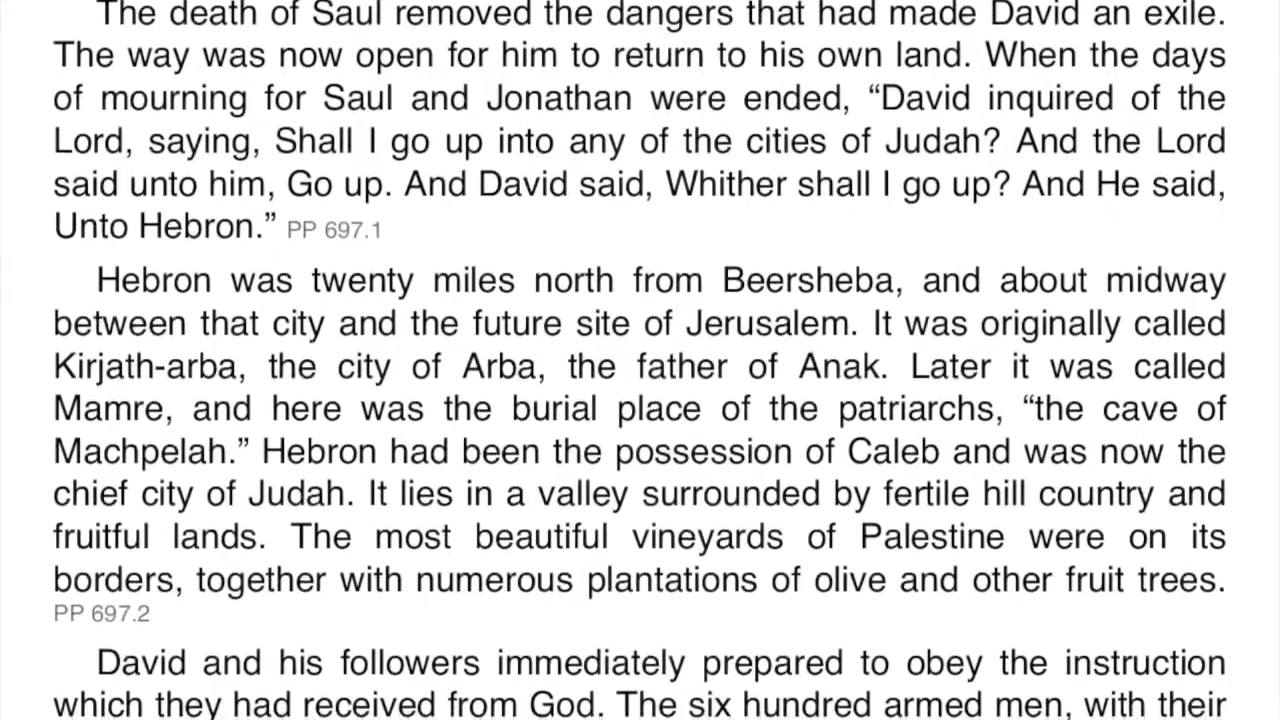 The death of Saul removed the dangers that had made David an exile.
The way was now open for him to return to his own land. When the days
of mourning for Saul and Jonathan were ended, “David inquired of the
Lord, saying, Shall I go up into any of the cities of Judah? And the Lord
said unto him, Go up. And David said, Whither shall I go up? And He said,
Unto Hebron.” PP 697.1
Hebron was twenty miles north from Beersheba, and about midway
between that city and the future site of Jerusalem. It was originally called
Kirjath-arba, the city of Arba, the father of Anak. Later it was called
Mamre, and here was the burial place of the patriarchs, “the cave of
Machpelah.” Hebron had been the possession of Caleb and was now the
chief city of Judah. It lies in a valley surrounded by fertile hill country and
fruitful lands. The most beautiful vineyards of Palestine were on its
borders, together with numerous plantations of olive and other fruit trees.
PP 697.2
David and his followers immediately prepared to obey the instruction
which they had received from God. The six hundred armed men, with their